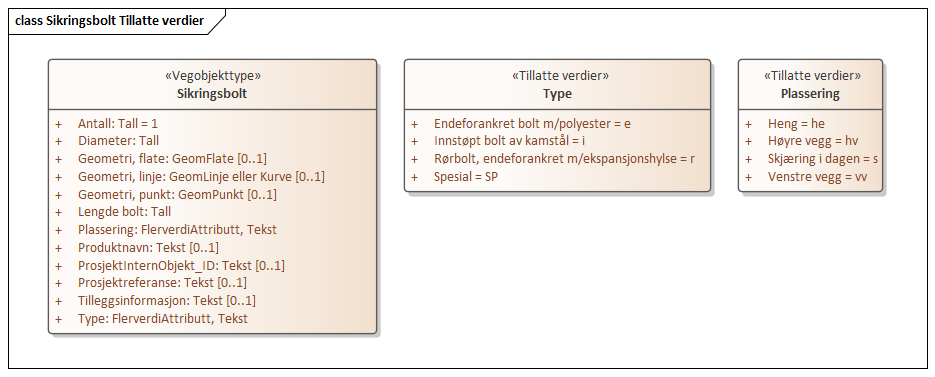 class Sikringsbolt Tillatte verdier
«Vegobjekttype»
Sikringsbolt
+ Antall: Tall = 1
+ Diameter: Tall
+ Geometri, flate: GeomFlate [0..1]
+ Geometri, linje: GeomLinje eller Kurve [0..1]
+ Geometri, punkt: GeomPunkt [0..1]
+ Lengde bolt: Tall
+ Plassering: FlerverdiAttributt, Tekst
+ Produktnavn: Tekst [0..1]
+ ProsjektInternObjekt_ID: Tekst [0..1]
+ Prosjektreferanse: Tekst [0..1]
+ Tilleggsinformasjon: Tekst [0..1]
+ Type: FlerverdiAttributt, Tekst
«Tillatte verdier»
Type
+ Endeforankret bolt m/polyester = e
+ Innstøpt bolt av kamstål = i
+ Rørbolt, endeforankret m/ekspansjonshylse = r
+ Spesial = SP
«Tillatte verdier»
Plassering
+ Heng = he
+ Høyre vegg = hv
+ Skjæring i dagen = s
+ Venstre vegg = vv